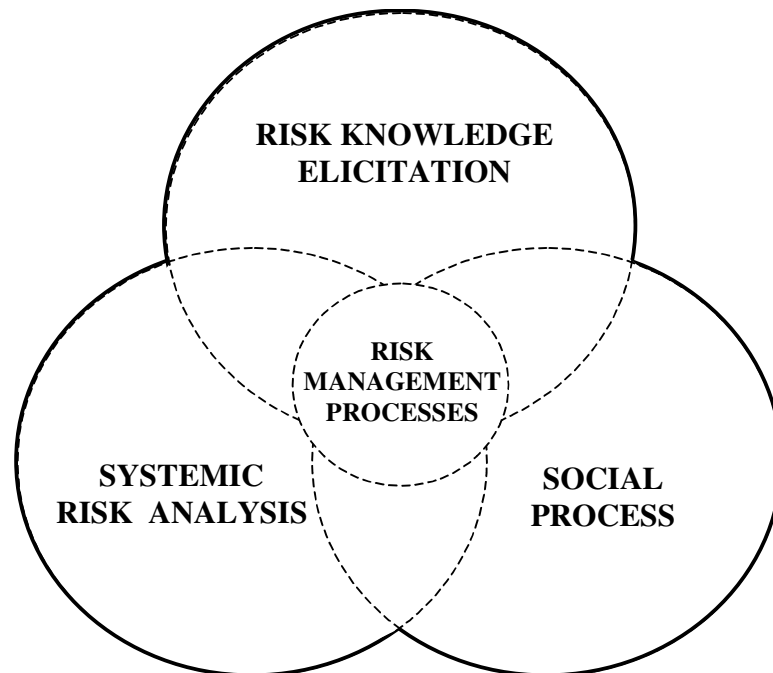 RISK KNOWLEDGE
ELICITATION
RISK
MANAGEMENT
PROCESSES
SYSTEMIC
RISK ANALYSIS
SOCIAL
PROCESS